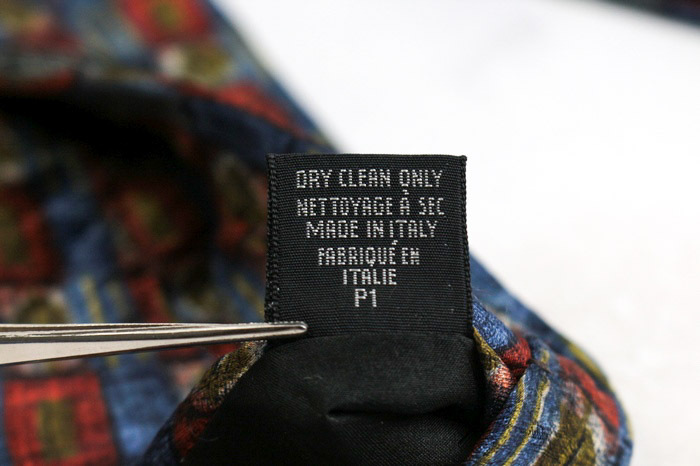 DRY CLEAN ONLY
NETTOYAGE À SEC
MADE IN ITALY
FABRIQUÉ EN
ITALIE
P1